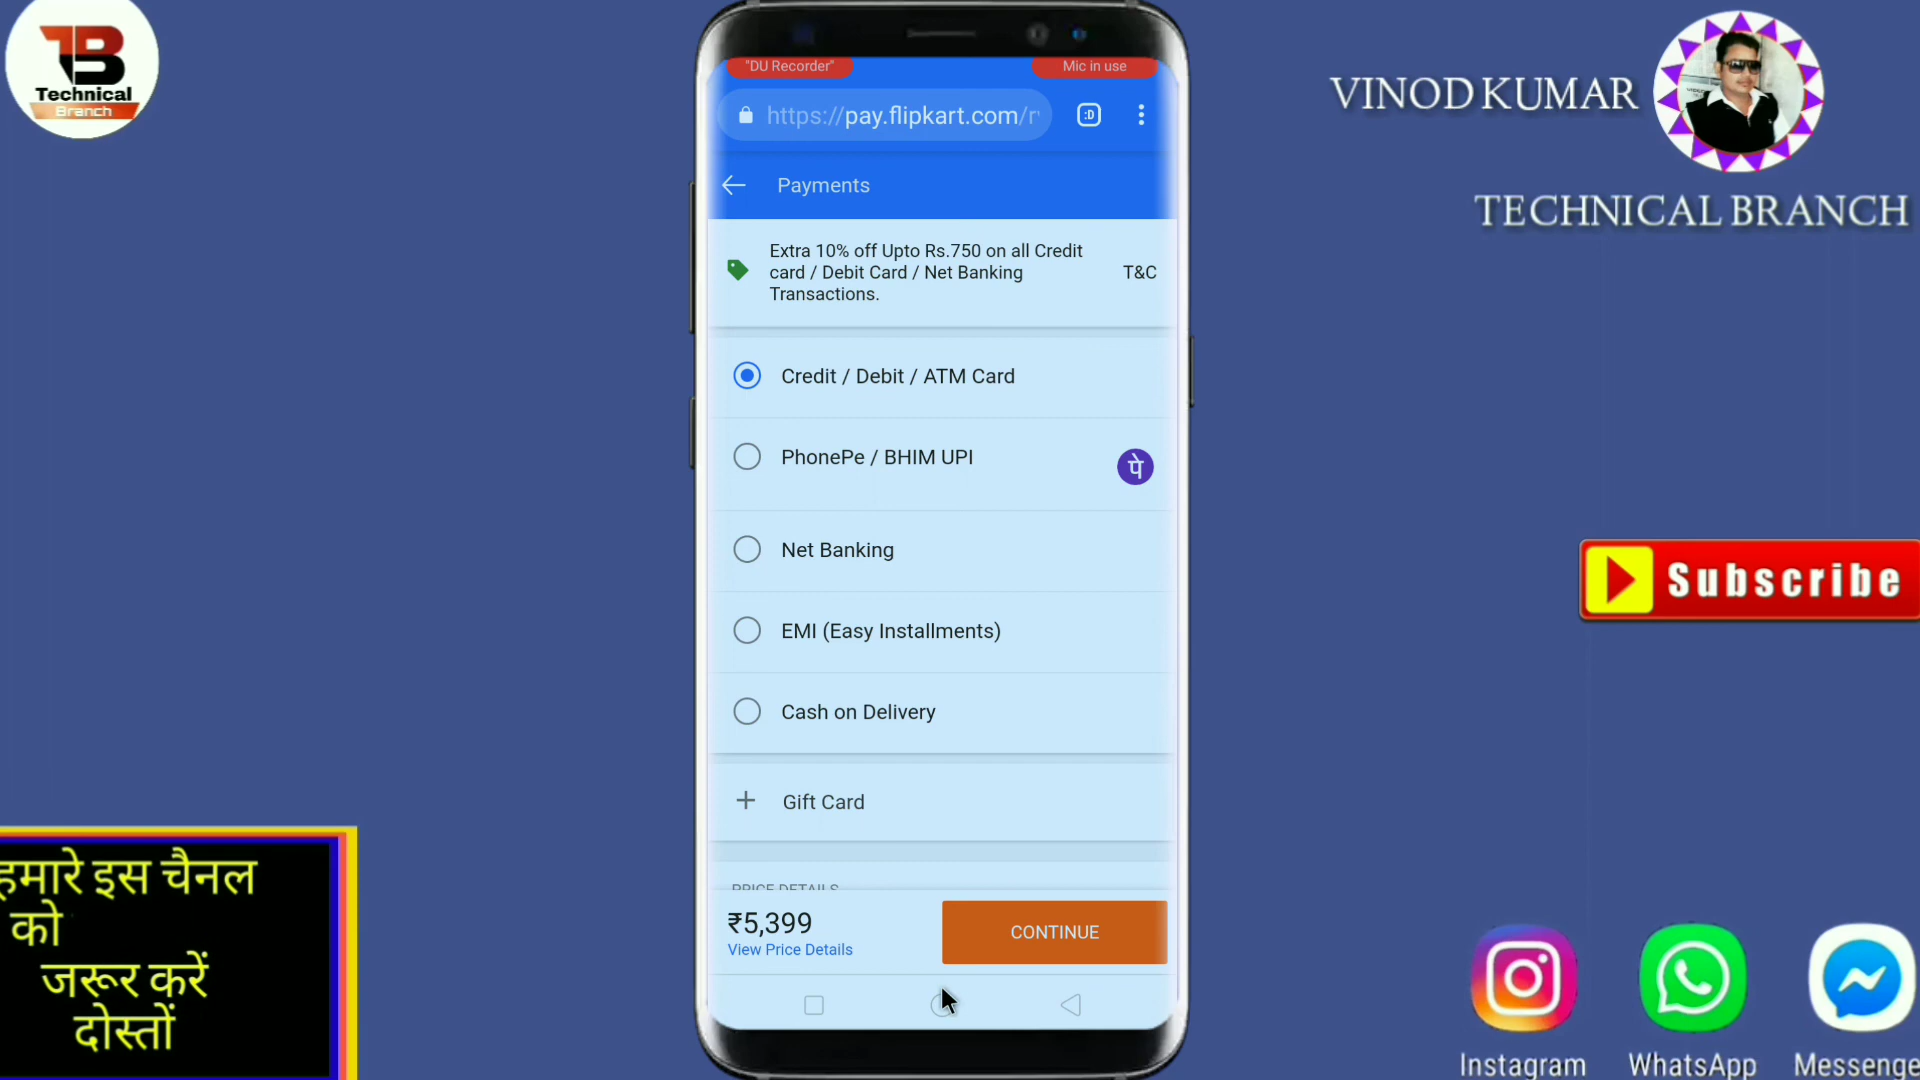 TB
Technical
Branch
"DU Recorder"
Mic in use
https://pay.flipkart.com/r
:D
VINOD KUMAR
TECHNICAL BRANCH
Payments
Extra 10% off Upto Rs.750 on all Credit
card / Debit Card / Net Banking
Transactions.
T&C
Credit / Debit / ATM Card
PhonePe / BHIM UPI
पे
Net Banking
EMI (Easy Installments)
Cash on Delivery
Subscribe
Gift Card
PRICE DETAILS
₹5,399
View Price Details
CONTINUE
हमारे इस चैनल
को
जरूर करें
दोस्तों
Instagram
WhatsApp
Messenge